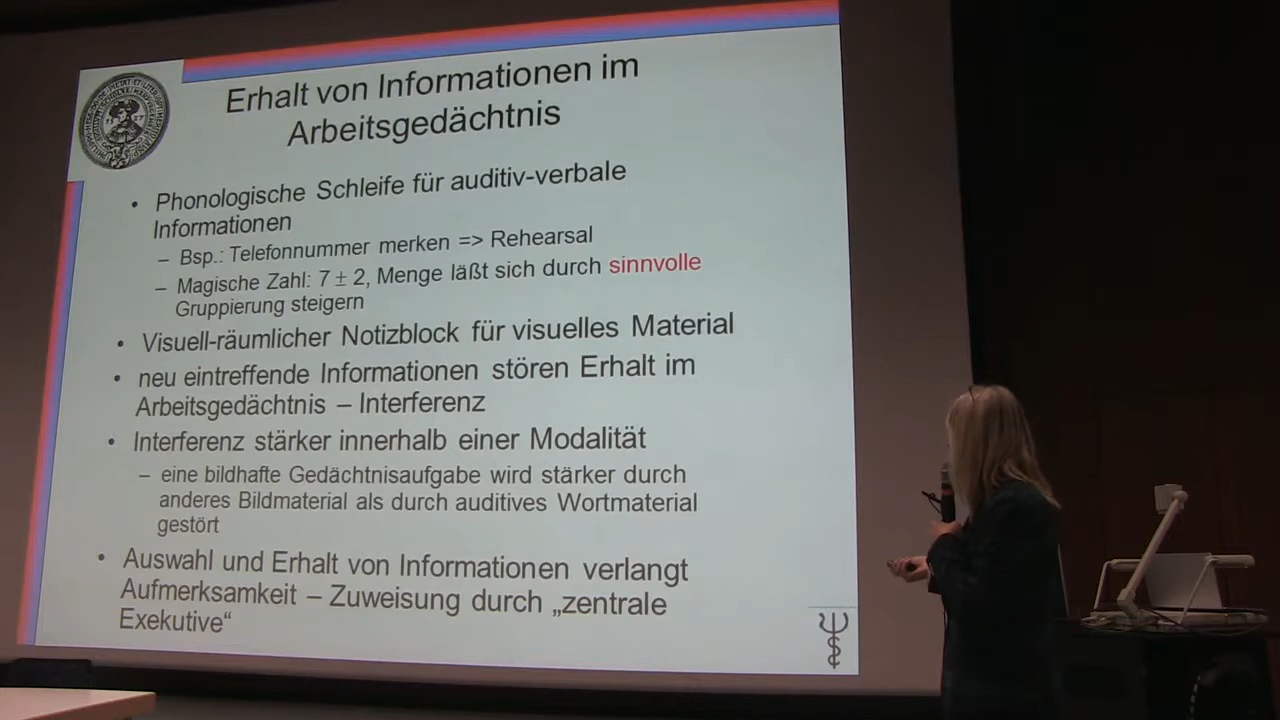 Erhalt von Informationen im
Arbeitsgedächtnis
• Phonologische Schleife für auditiv-verbale
Informationen
– Bsp.: Telefonnummer merken => Rehearsal
– Magische Zahl: 7 ± 2, Menge läßt sich durch sinnvolle
Gruppierung steigern
• Visuell-räumlicher Notizblock für visuelles Material
• neu eintreffende Informationen stören Erhalt im
Arbeitsgedächtnis – Interferenz
• Interferenz stärker innerhalb einer Modalität
– eine bildhafte Gedächtnisaufgabe wird stärker durch
anderes Bildmaterial als durch auditives Wortmaterial
gestört
• Auswahl und Erhalt von Informationen verlangt
Aufmerksamkeit – Zuweisung durch „zentrale
Exekutive“